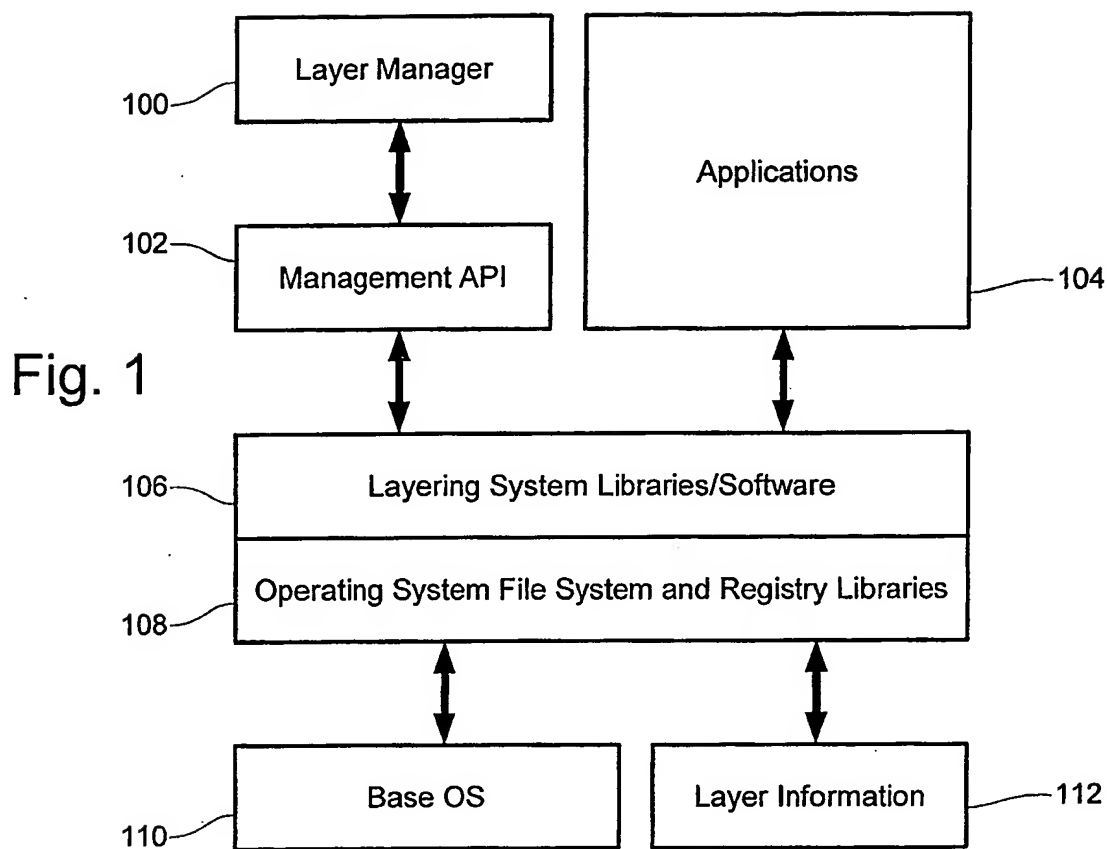 Layer Manager
100
Applications
102
Management API
104
Fig. 1
106
Layering System Libraries/Software
Operating System File System and Registry Libraries
108
Base OS
Layer Information
112
110